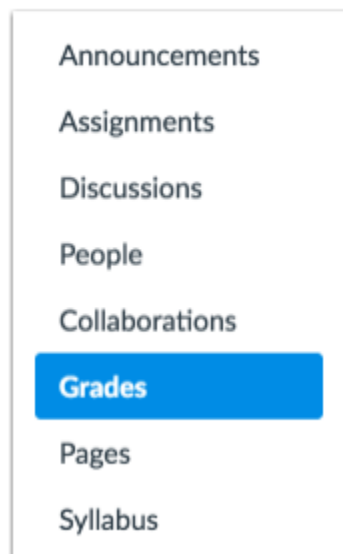 Announcements
Assignments
Discussions
People
Collaborations
Grades
Pages
Syllabus